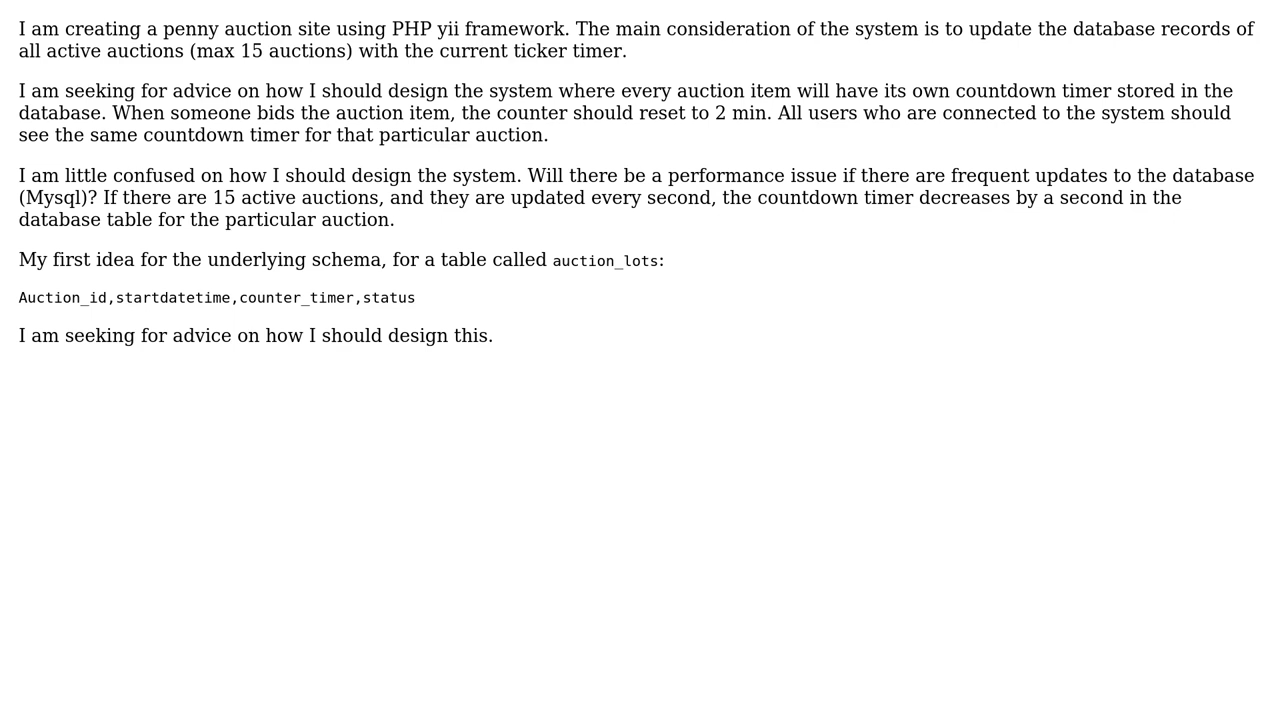 I am creating a penny auction site using PHP yii framework. The main consideration of the system is to update the database records of
all active auctions (max 15 auctions) with the current ticker timer.
I am seeking for advice on how I should design the system where every auction item will have its own countdown timer stored in the
database. When someone bids the auction item, the counter should reset to 2 min. All users who are connected to the system should
see the same countdown timer for that particular auction.
I am little confused on how I should design the system. Will there be a performance issue if there are frequent updates to the database
(Mysql)? If there are 15 active auctions, and they are updated every second, the countdown timer decreases by a second in the
database table for the particular auction.
My first idea for the underlying schema, for a table called auction_lots:
Auction_id,startdatetime,counter_timer,status
I am seeking for advice on how I should design this.